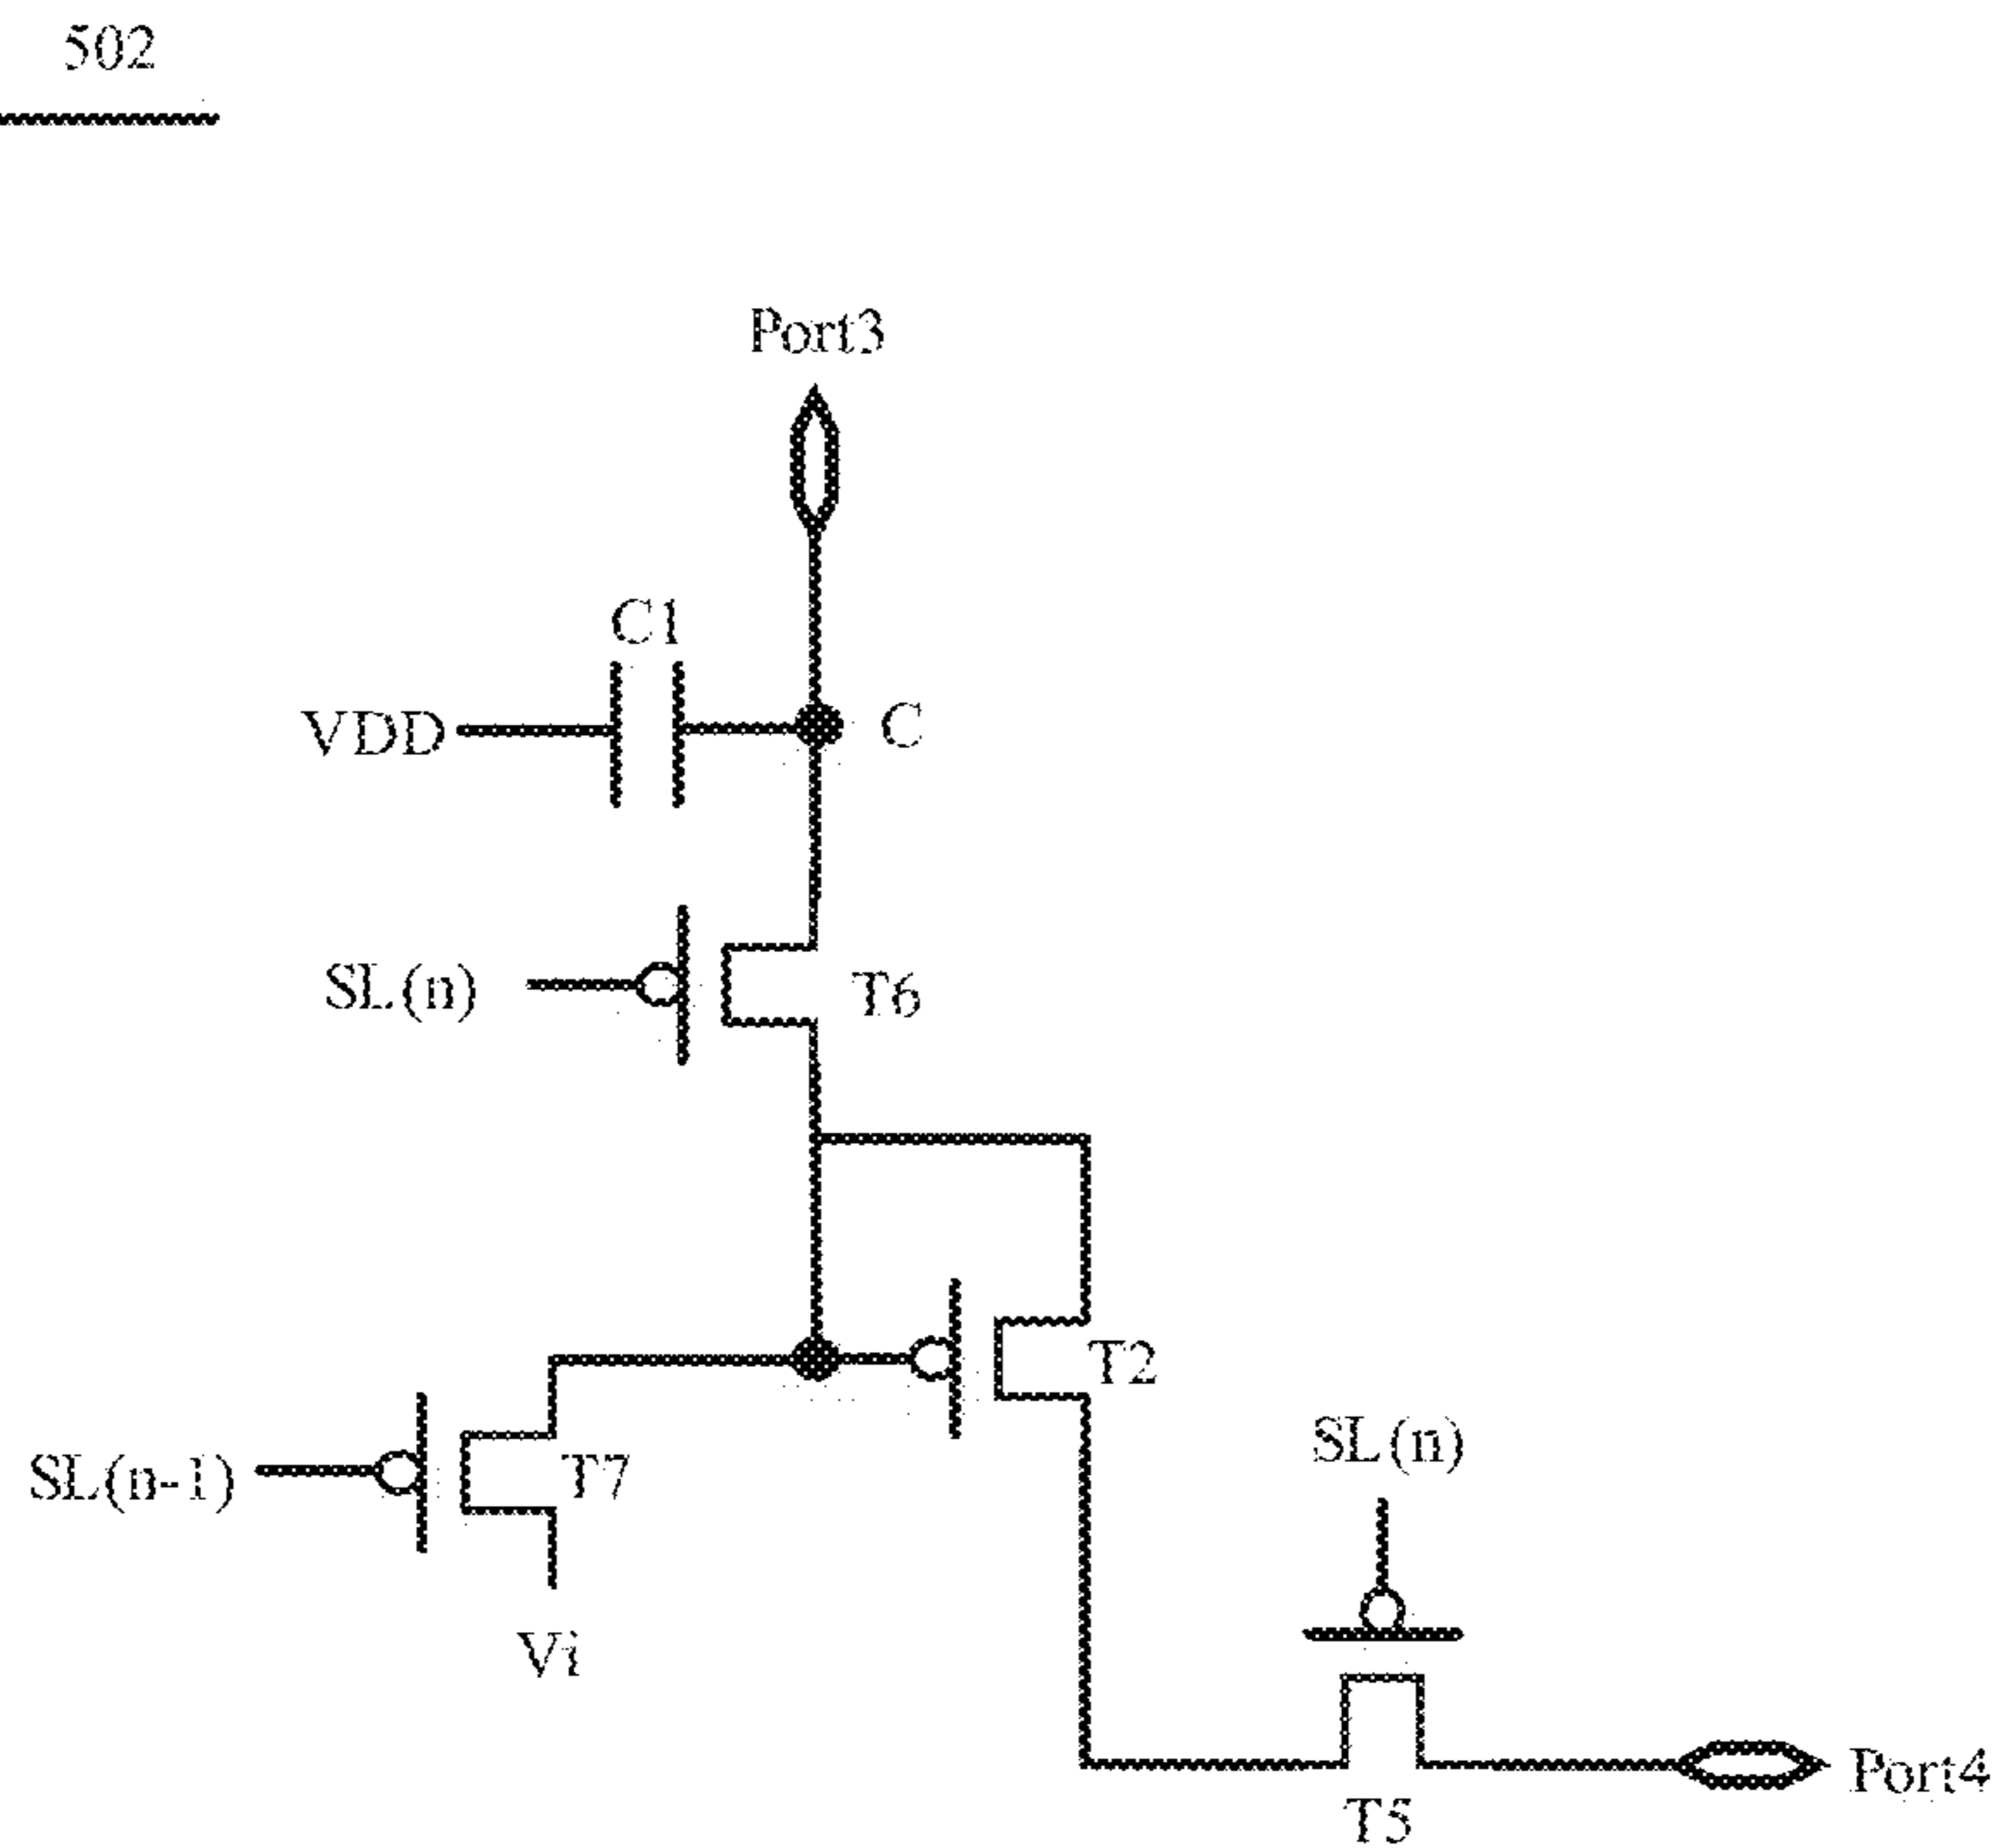 502
Port3
C1
VDD
C
SL(n)
T6
T2
SL(n)
SL(n-1)
T7
Vi
Port4
T5